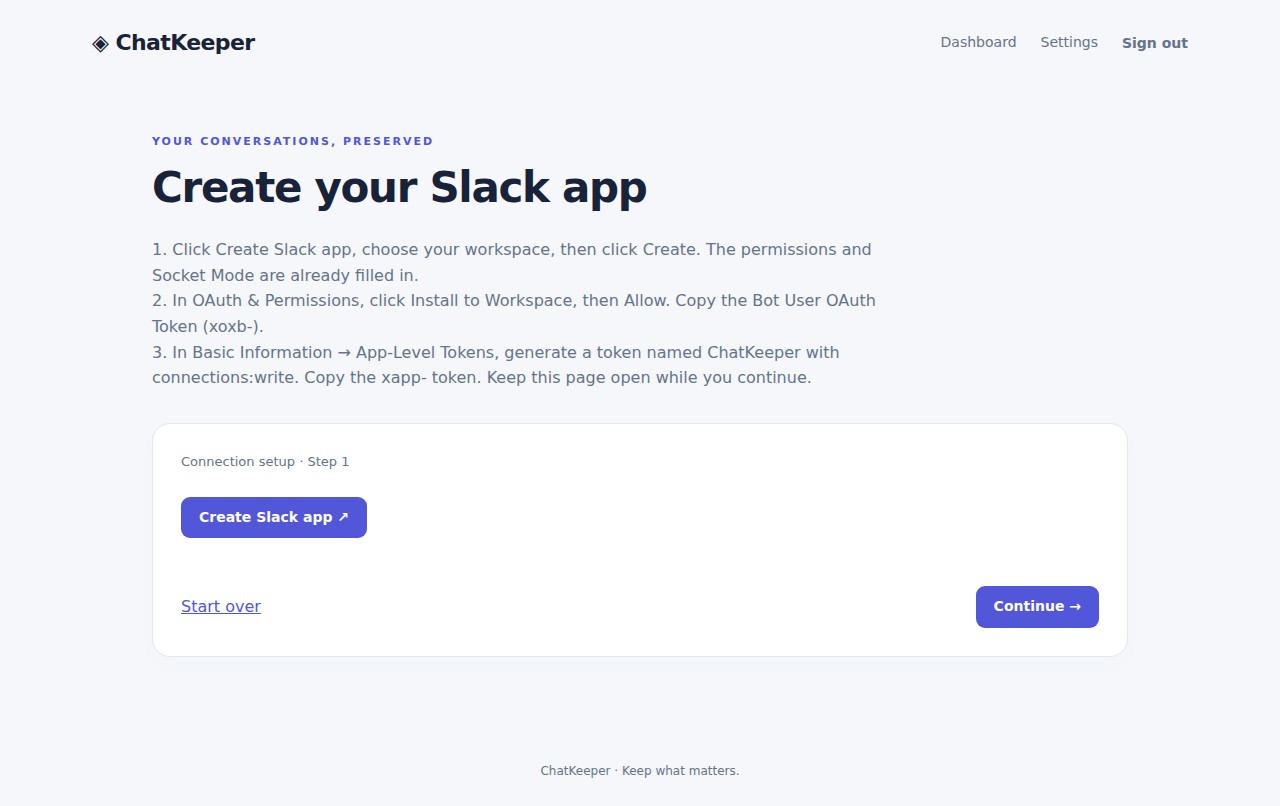 ◈ ChatKeeper
Dashboard Settings Sign out
YOUR CONVERSATIONS, PRESERVED
Create your Slack app
1. Click Create Slack app, choose your workspace, then click Create. The permissions and
Socket Mode are already filled in.
2. In OAuth & Permissions, click Install to Workspace, then Allow. Copy the Bot User OAuth
Token (xoxb-).
3. In Basic Information → App-Level Tokens, generate a token named ChatKeeper with
connections:write. Copy the xapp- token. Keep this page open while you continue.
Connection setup · Step 1
Create Slack app ↗
Start over
Continue →
ChatKeeper · Keep what matters.